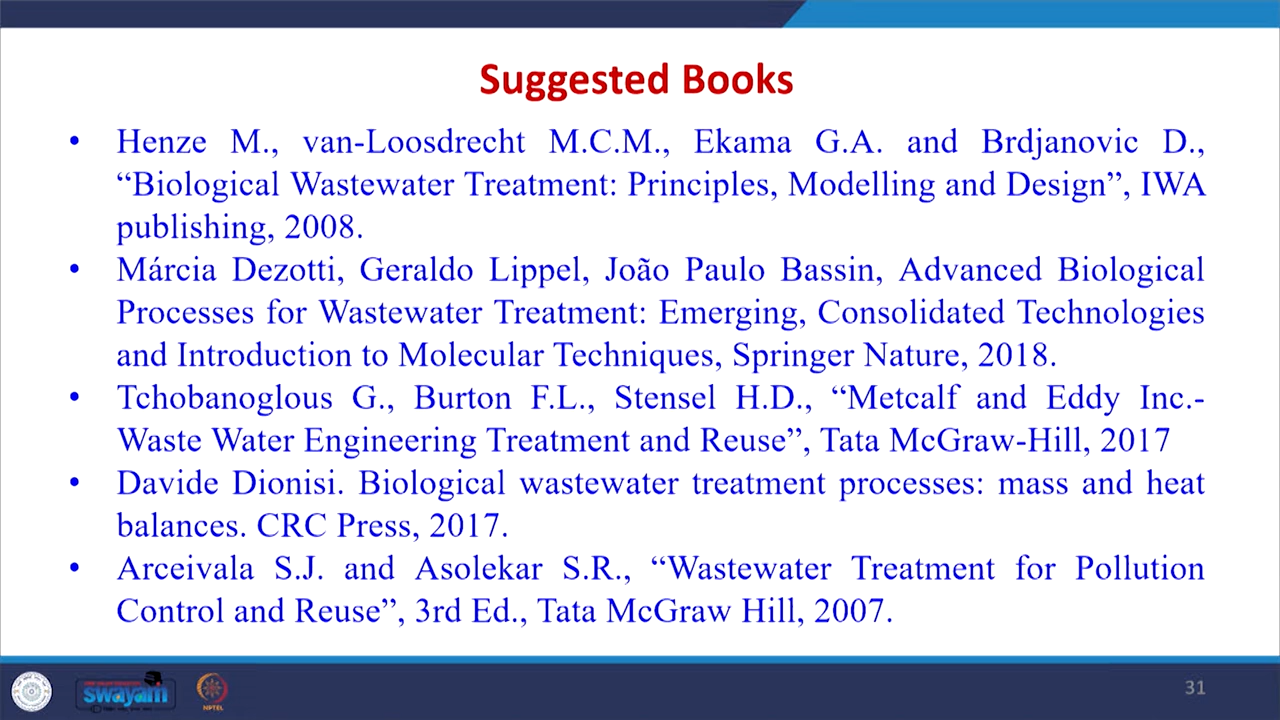 Suggested Books
• Henze M., van-Loosdrecht M.C.M., Ekama G.A. and Brdjanovic D.,
“Biological Wastewater Treatment: Principles, Modelling and Design”, IWA
publishing, 2008.
• Márcia Dezotti, Geraldo Lippel, João Paulo Bassin, Advanced Biological
Processes for Wastewater Treatment: Emerging, Consolidated Technologies
and Introduction to Molecular Techniques, Springer Nature, 2018.
• Tchobanoglous G., Burton F.L., Stensel H.D., “Metcalf and Eddy Inc.-
Waste Water Engineering Treatment and Reuse”, Tata McGraw-Hill, 2017
• Davide Dionisi. Biological wastewater treatment processes: mass and heat
balances. CRC Press, 2017.
• Arceivala S.J. and Asolekar S.R., “Wastewater Treatment for Pollution
Control and Reuse”, 3rd Ed., Tata McGraw Hill, 2007.
swayam
NPTEL
31